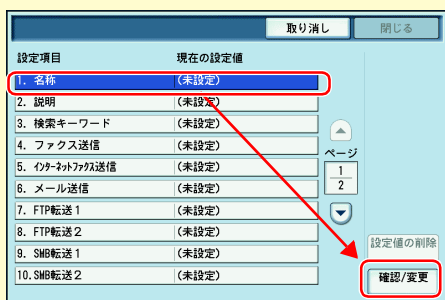 取り消し 閉じる
設定項目 現在の設定値
1. 名称 (未設定)
2. 説明 (未設定)
3. 検索キーワード (未設定)
4. ファクス送信 (未設定)
5. インターネットファクス送信 (未設定)
6. メール送信 (未設定)
7. FTP転送1 (未設定)
8. FTP転送2 (未設定)
9. SMB転送1 (未設定)
10. SMB転送2 (未設定)
ページ
1
2
設定値の削除
確認/変更